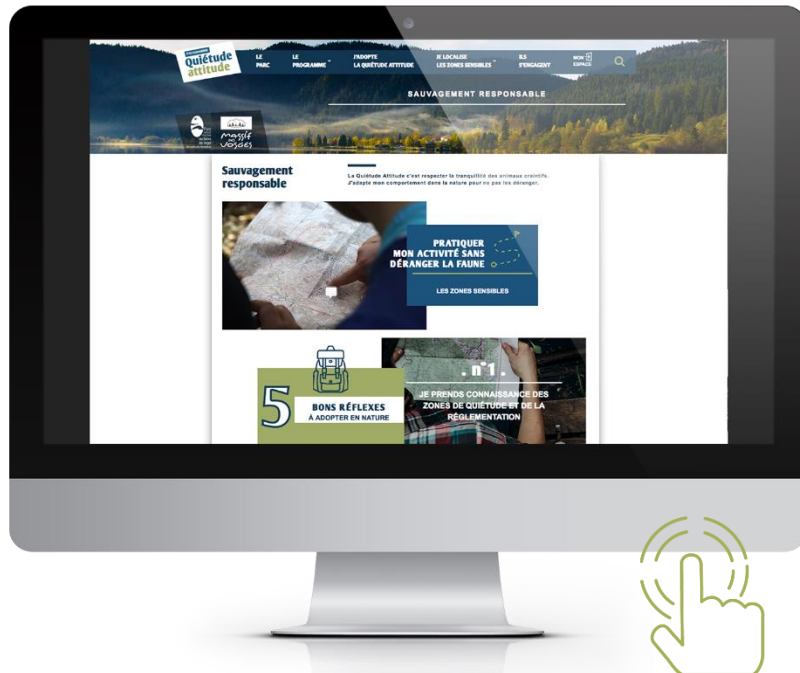 Quiétude
attitude
LE
PARC
LE
PROGRAMME
J'ADOPTE
LA QUIÉTUDE ATTITUDE
JE LOCALISE
LES ZONES SENSIBLES
ILS
S'ENGAGENT
MON
ESPACE
SAUVAGEMENT RESPONSABLE
massif
des
VOSGES
Sauvagement
responsable
La Quiétude Attitude c'est respecter la tranquillité des animaux craintifs.
J'adapte mon comportement dans la nature pour ne pas les déranger.
PRATIQUER
MON ACTIVITÉ SANS
DÉRANGER LA FAUNE
LES ZONES SENSIBLES
5
BONS RÉFLEXES
À ADOPTER EN NATURE
. n°1 .
JE PRENDS CONNAISSANCE DES
ZONES DE QUIÉTUDE ET DE LA
RÉGLEMENTATION